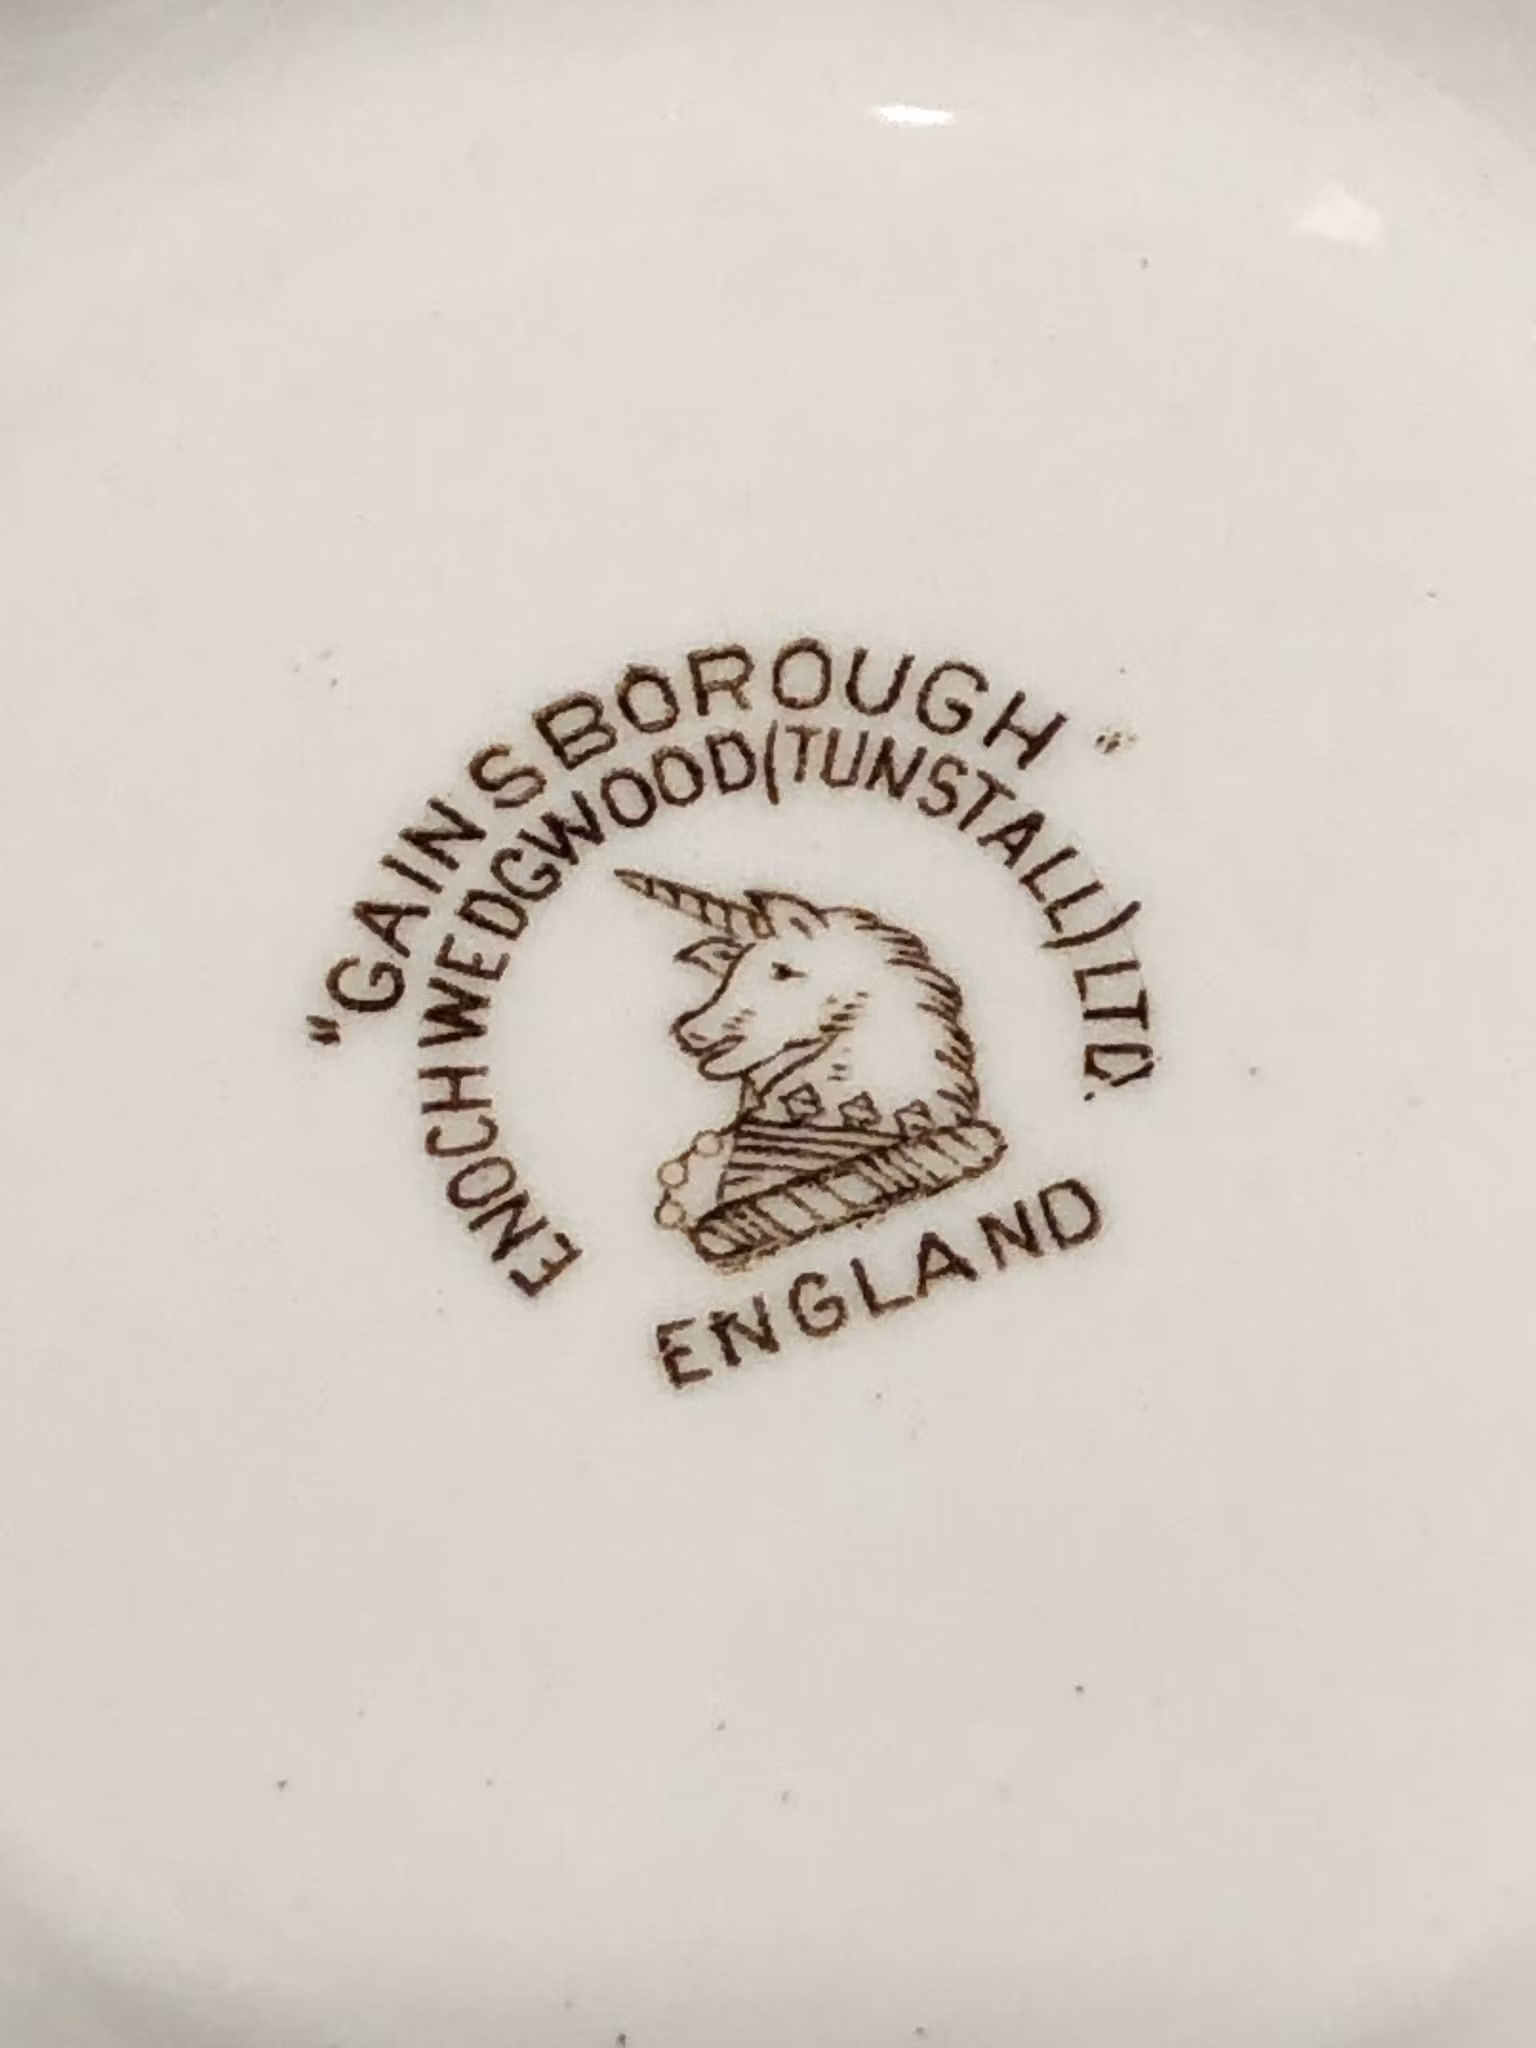 "GAINSBOROUGH"
ENOCH WEDGWOOD (TUNSTALL) LTD.
ENGLAND